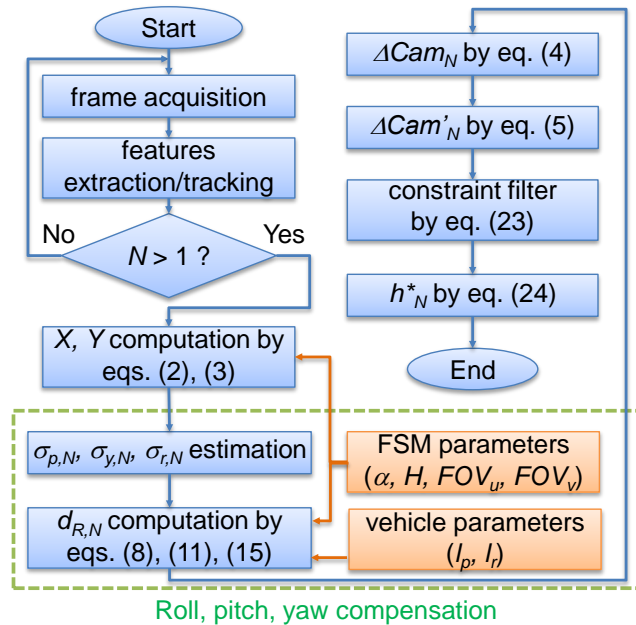 Start
frame acquisition
features
extraction/tracking
No
Yes
N > 1 ?
X, Y computation by
eqs. (2), (3)
σp,N, σy,N, σr,N estimation
dR,N computation by
eqs. (8), (11), (15)
ΔCamN by eq. (4)
ΔCam'N by eq. (5)
constraint filter
by eq. (23)
h*N by eq. (24)
End
FSM parameters
(α, H, FOVu, FOVv)
vehicle parameters
(lp, lr)
Roll, pitch, yaw compensation